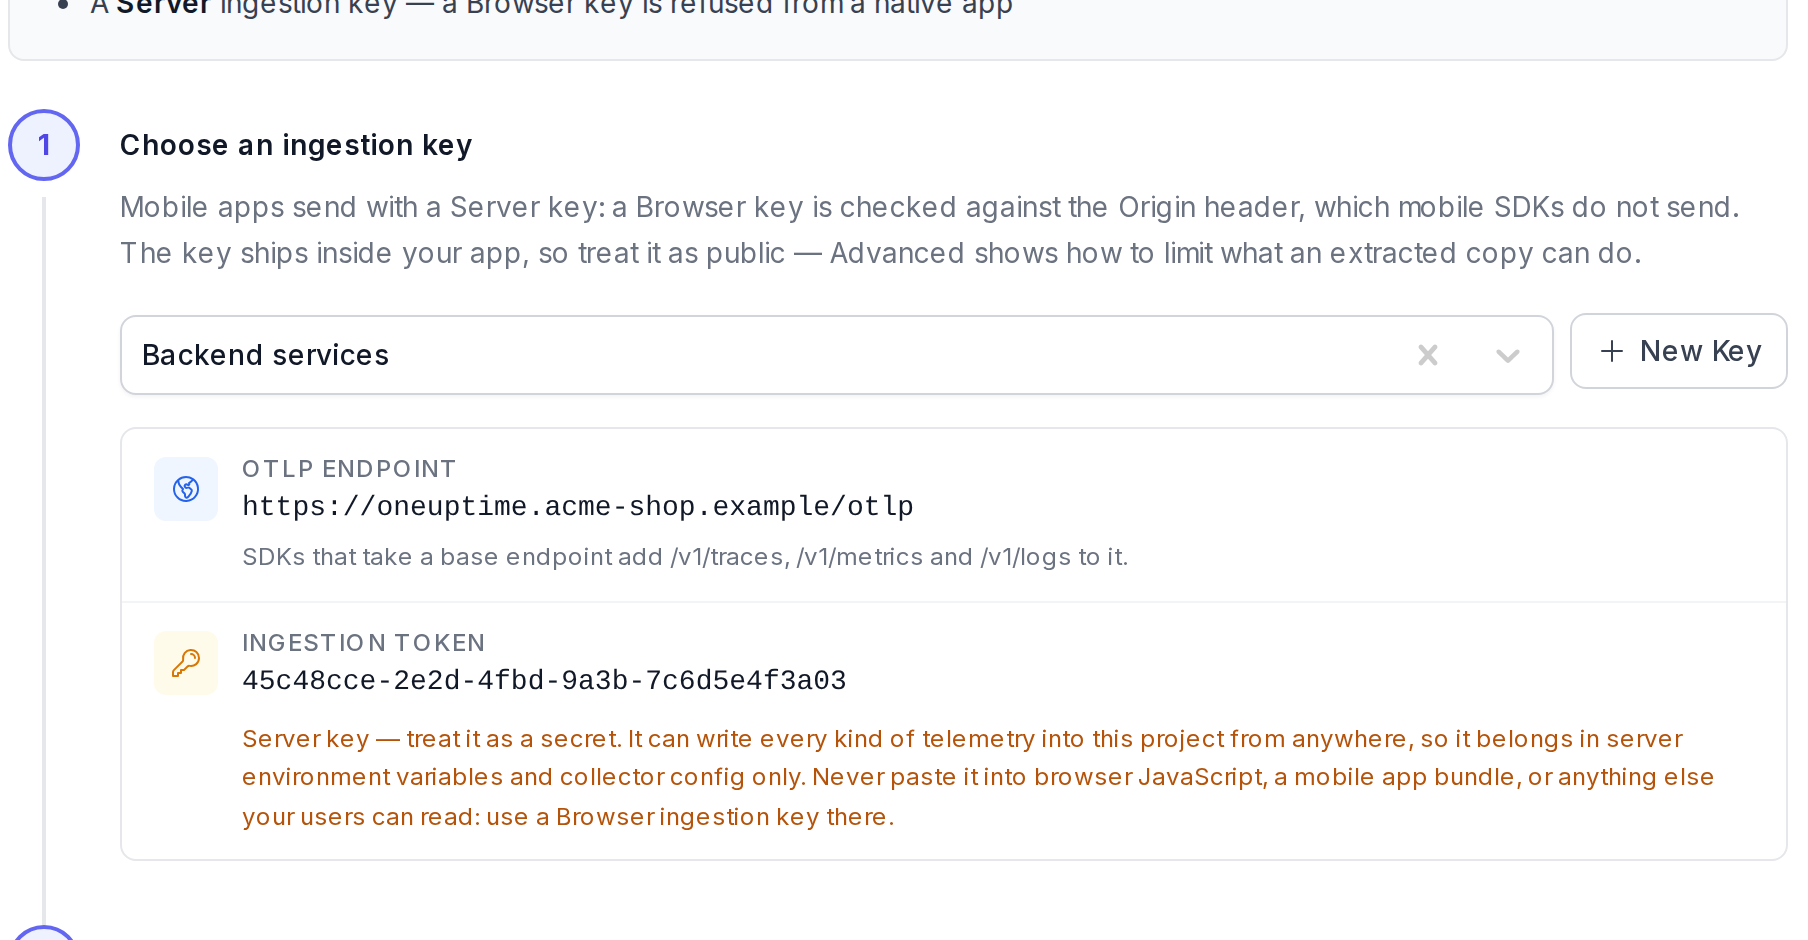 A Server ingestion key — a Browser key is refused from a native app
1
Choose an ingestion key
Mobile apps send with a Server key: a Browser key is checked against the Origin header, which mobile SDKs do not send.
The key ships inside your app, so treat it as public — Advanced shows how to limit what an extracted copy can do.
Backend services
New Key
OTLP ENDPOINT
https://oneuptime.acme-shop.example/otlp
SDKs that take a base endpoint add /v1/traces, /v1/metrics and /v1/logs to it.
INGESTION TOKEN
45c48cce-2e2d-4fbd-9a3b-7c6d5e4f3a03
Server key — treat it as a secret. It can write every kind of telemetry into this project from anywhere, so it belongs in server
environment variables and collector config only. Never paste it into browser JavaScript, a mobile app bundle, or anything else
your users can read: use a Browser ingestion key there.